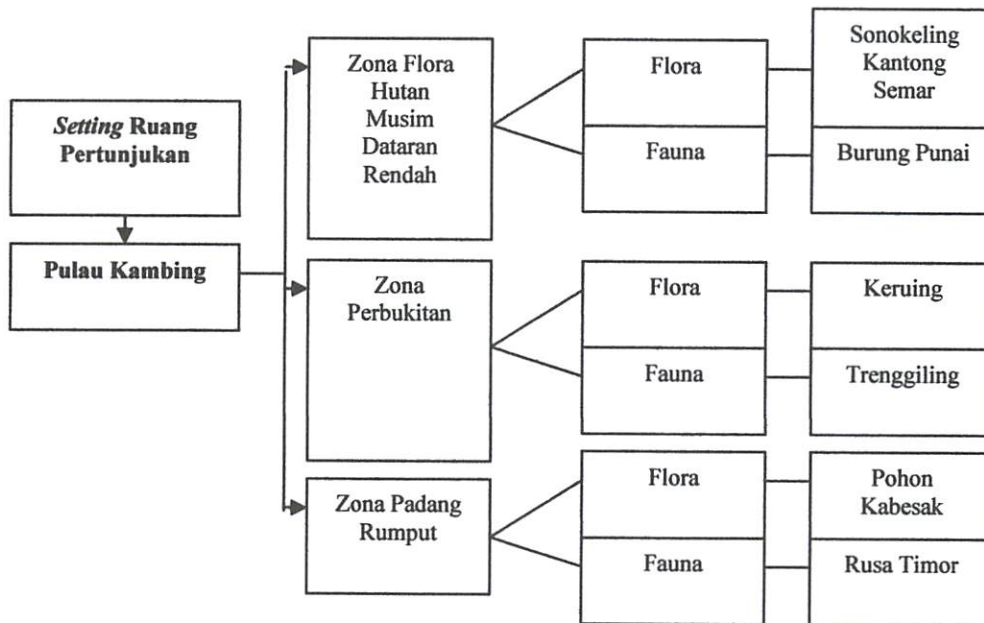 Setting Ruang
Pertunjukan
Pulau Kambing
Zona Flora
Hutan
Musim
Dataran
Rendah
Flora
Sonokeling
Kantong
Semar
Fauna
Burung Punai
Zona
Perbukitan
Flora
Keruing
Fauna
Trenggiling
Zona Padang
Rumput
Flora
Pohon
Kabesak
Fauna
Rusa Timor